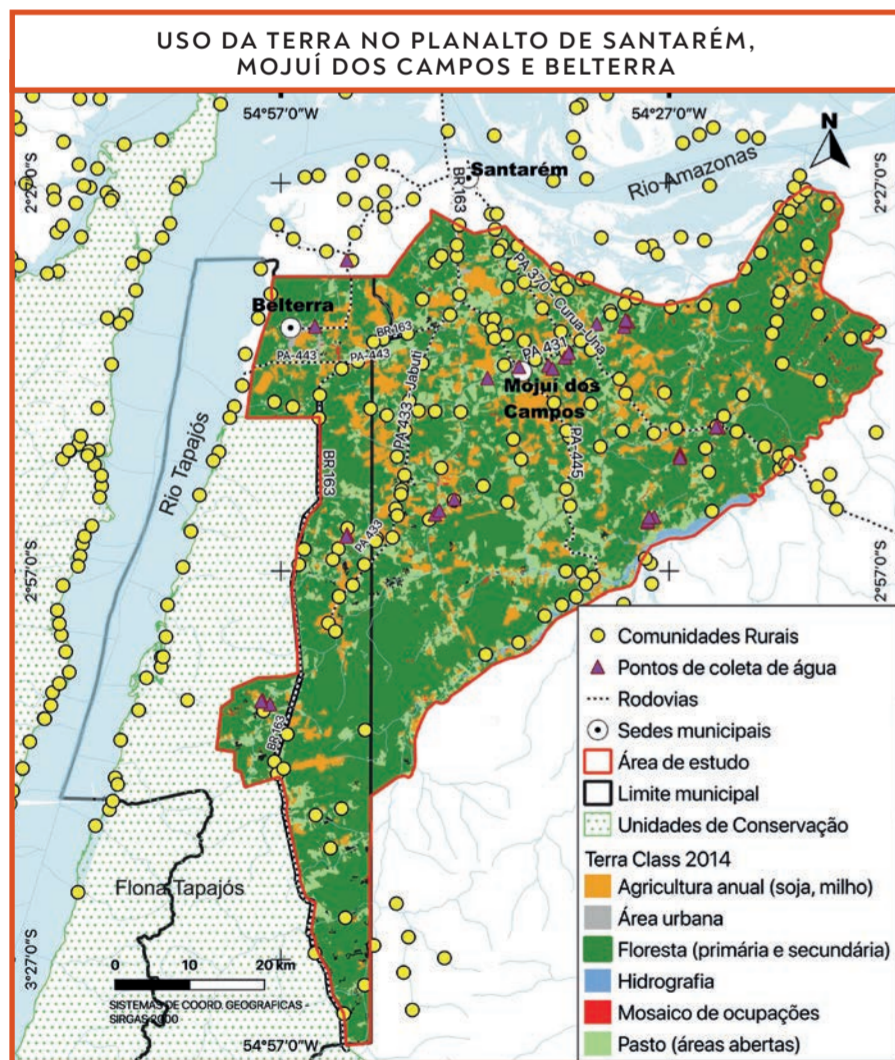 USO DA TERRA NO PLANALTO DE SANTARÉM,
MOJUÍ DOS CAMPOS E BELTERRA
54°57'0"W
54°27'0"W
N
Santarém
BR163
Rio Amazonas
2°27'0"S
2°27'0"S
Belterra
PA 370 - Curua-Una
BR 163
PA-443
PA-443
PA 431
PA 433 - Jabuti
Mojuí dos
Campos
Rio Tapajós
BR 163
PA-445
PA 433
2°57'0"S
2°57'0"S
BR 163
Flona Tapajós
3°27'0"S
0 10 20 km
SISTEMAS DE COORD. GEOGRAFICAS -
SIRGAS 2000
54°57'0"W
Comunidades Rurais
Pontos de coleta de água
Rodovias
Sedes municipais
Área de estudo
Limite municipal
Unidades de Conservação
Terra Class 2014
Agricultura anual (soja, milho)
Área urbana
Floresta (primária e secundária)
Hidrografia
Mosaico de ocupações
Pasto (áreas abertas)